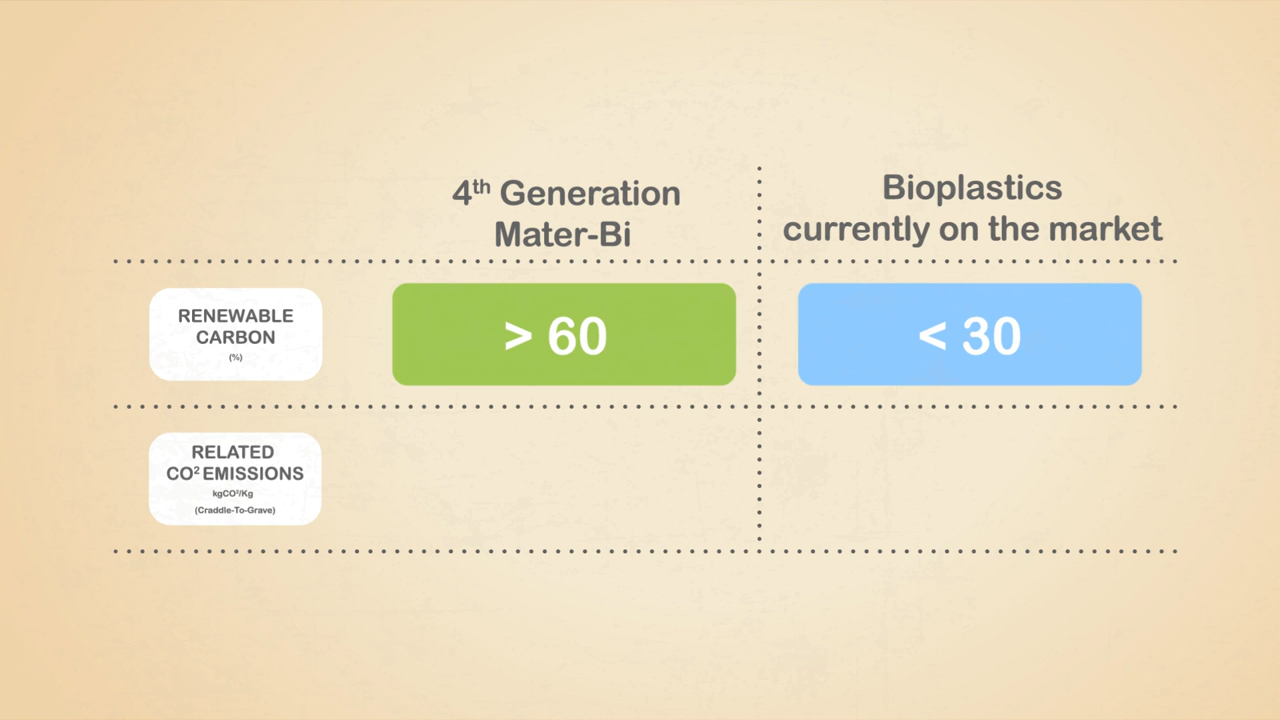 4th Generation
Mater-Bi
Bioplastics
currently on the market
RENEWABLE
CARBON
(%)
> 60
< 30
RELATED
CO² EMISSIONS
kgCO²/Kg
(Craddle-To-Grave)